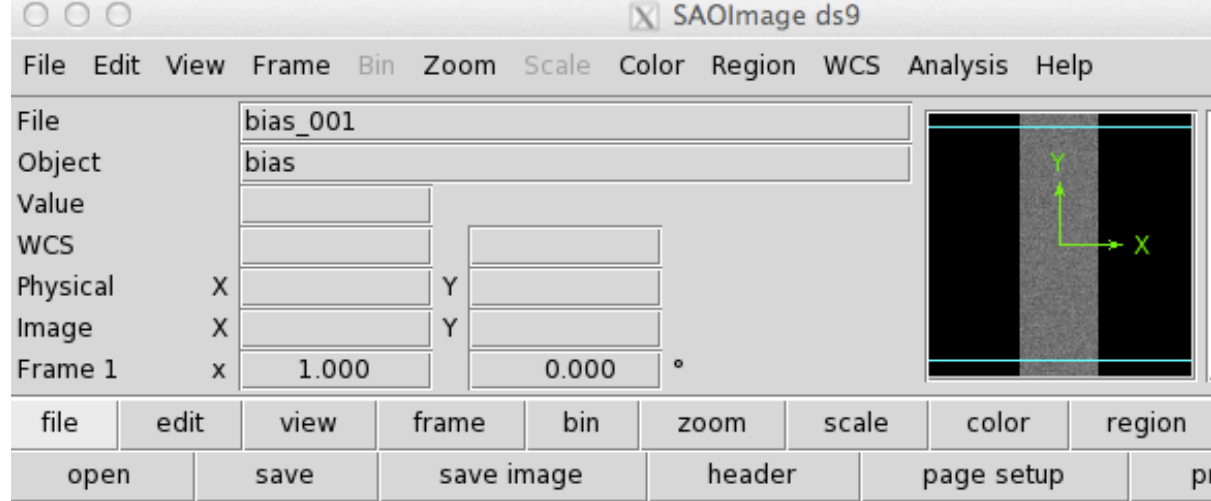 SAOImage ds9
File Edit View Frame Bin Zoom Scale Color Region WCS Analysis Help
File bias_001
Object bias
Y
Value
WCS
X
Physical X Y
Image X Y
Frame 1 x 1.000 0.000 °
file edit view frame bin zoom scale color region
open save save image header page setup